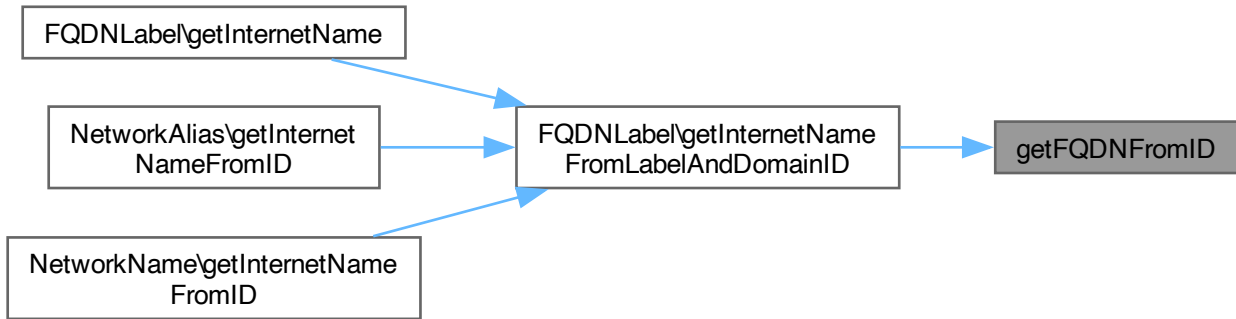 FQDNLabel\getInternetName
NetworkAlias\getInternet
NameFromID
NetworkName\getInternetName
FromID
FQDNLabel\getInternetName
FromLabelAndDomainID
getFQDNFromID